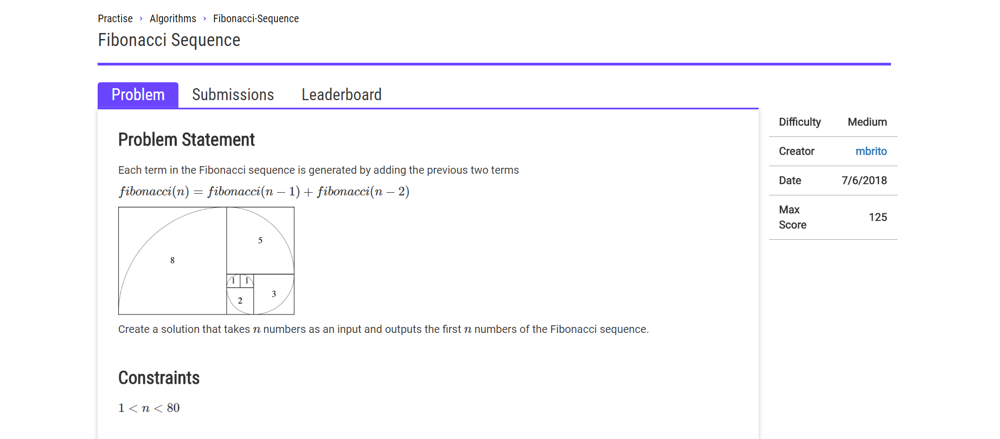 Practise › Algorithms › Fibonacci-Sequence
Fibonacci Sequence
Problem Submissions Leaderboard
Problem Statement
Each term in the Fibonacci sequence is generated by adding the previous two terms
fibonacci(n) = fibonacci(n − 1) + fibonacci(n − 2)
5
8
1 1
3
2
Create a solution that takes n numbers as an input and outputs the first n numbers of the Fibonacci sequence.
Constraints
1 < n < 80
Difficulty Medium
Creator mbrito
Date 7/6/2018
Max
Score 125